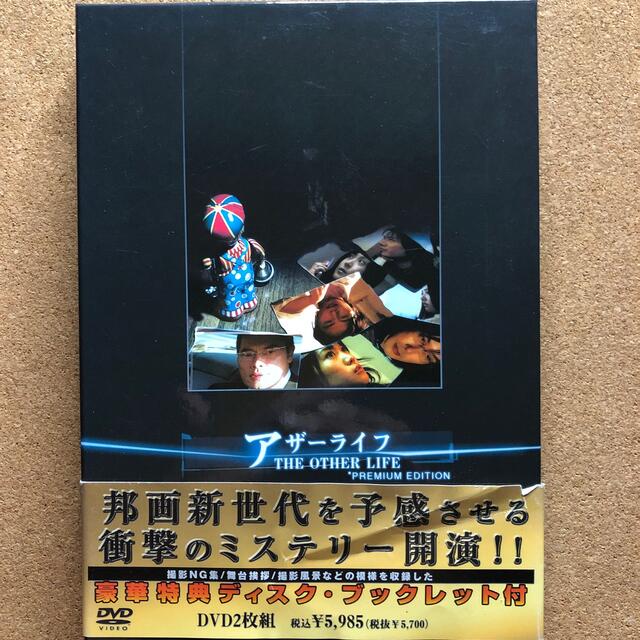 アザーライフ
THE OTHER LIFE
*PREMIUM EDITION
邦画新世代を予感させる
衝撃のミステリー開演!!
撮影NG集/舞台挨拶/撮影風景などの模様を収録した
豪華特典ディスク・ブックレット付
DVD
VIDEO
DVD2枚組 税込¥5,985(税抜¥5,700)